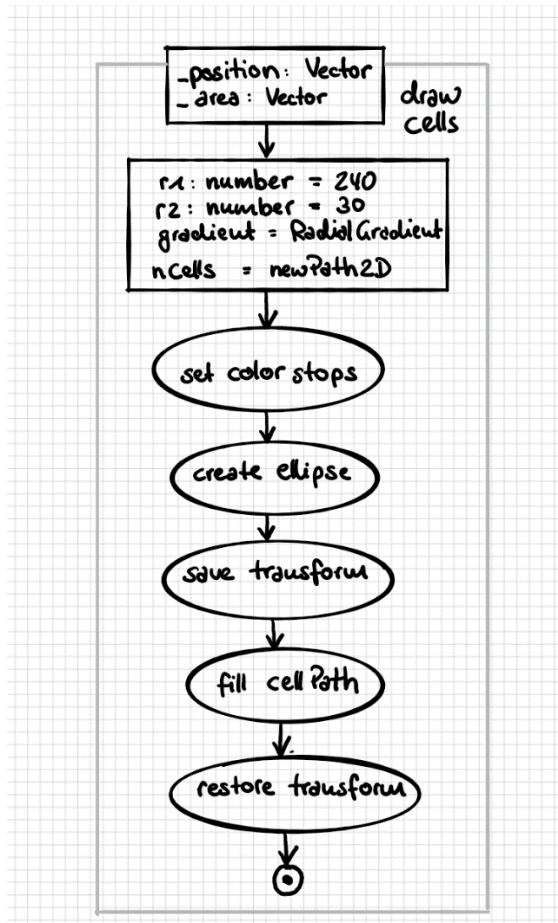 _position: Vector
_area: Vector
draw
cells
r1: number = 240
r2: number = 30
gradient = RadialGradient
nCells = newPath2D
set color stops
create ellipse
save transform
fill cellPath
restore transform